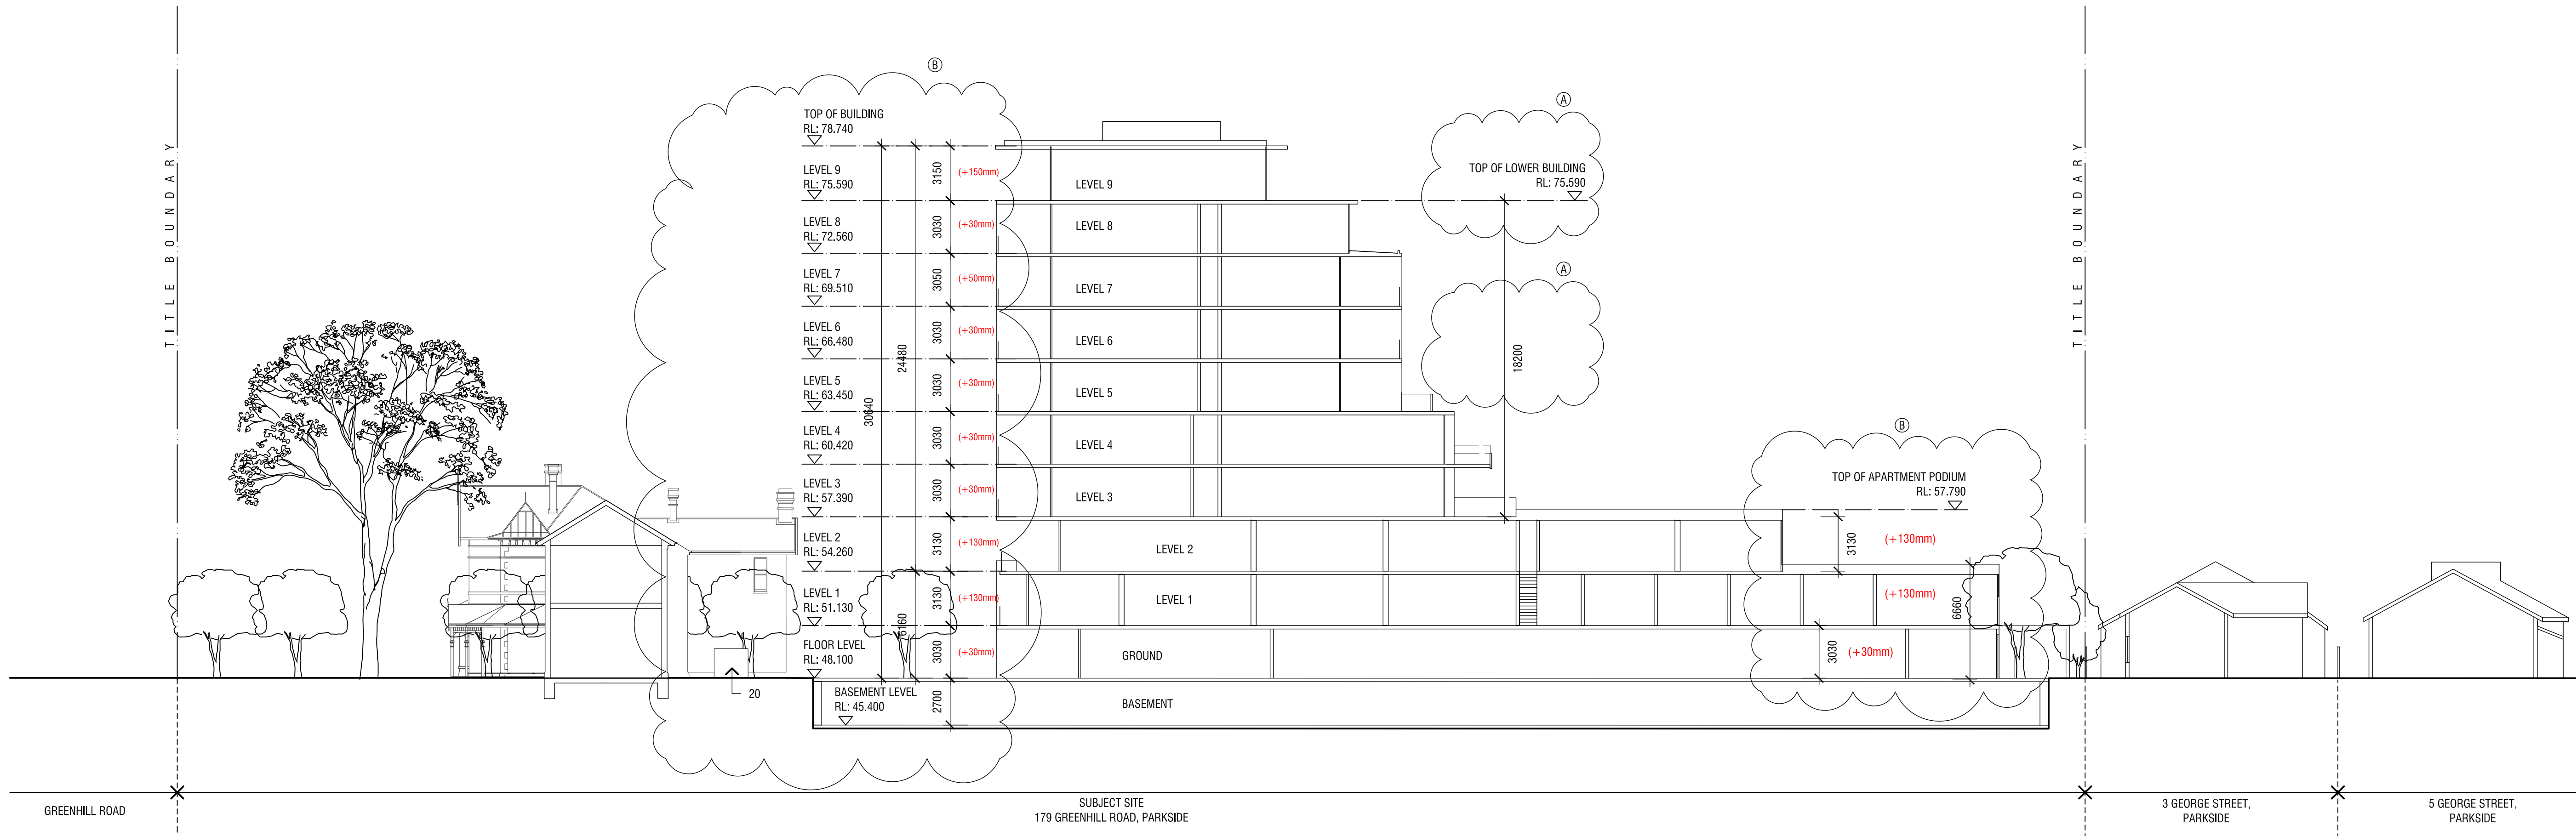 B
A
TOP OF BUILDING
RL: 78.740
TITLE BOUNDARY
TITLE BOUNDARY
LEVEL 9
RL: 75.590
3150
(+150mm)
LEVEL 9
TOP OF LOWER BUILDING
RL: 75.590
LEVEL 8
RL: 72.560
3030
(+30mm)
LEVEL 8
A
LEVEL 7
RL: 69.510
3050
(+50mm)
LEVEL 7
LEVEL 6
RL: 66.480
3030
(+30mm)
LEVEL 6
24480
18200
LEVEL 5
RL: 63.450
3030
(+30mm)
LEVEL 5
30640
LEVEL 4
RL: 60.420
3030
(+30mm)
LEVEL 4
B
LEVEL 3
RL: 57.390
3030
(+30mm)
LEVEL 3
TOP OF APARTMENT PODIUM
RL: 57.790
LEVEL 2
RL: 54.260
3130
(+130mm)
LEVEL 2
3130
(+130mm)
LEVEL 1
RL: 51.130
3130
(+130mm)
LEVEL 1
(+130mm)
6660
6160
FLOOR LEVEL
RL: 48.100
3030
(+30mm)
GROUND
3030
(+30mm)
20
BASEMENT LEVEL
RL: 45.400
2700
BASEMENT
GREENHILL ROAD
SUBJECT SITE
179 GREENHILL ROAD, PARKSIDE
3 GEORGE STREET,
PARKSIDE
5 GEORGE STREET,
PARKSIDE